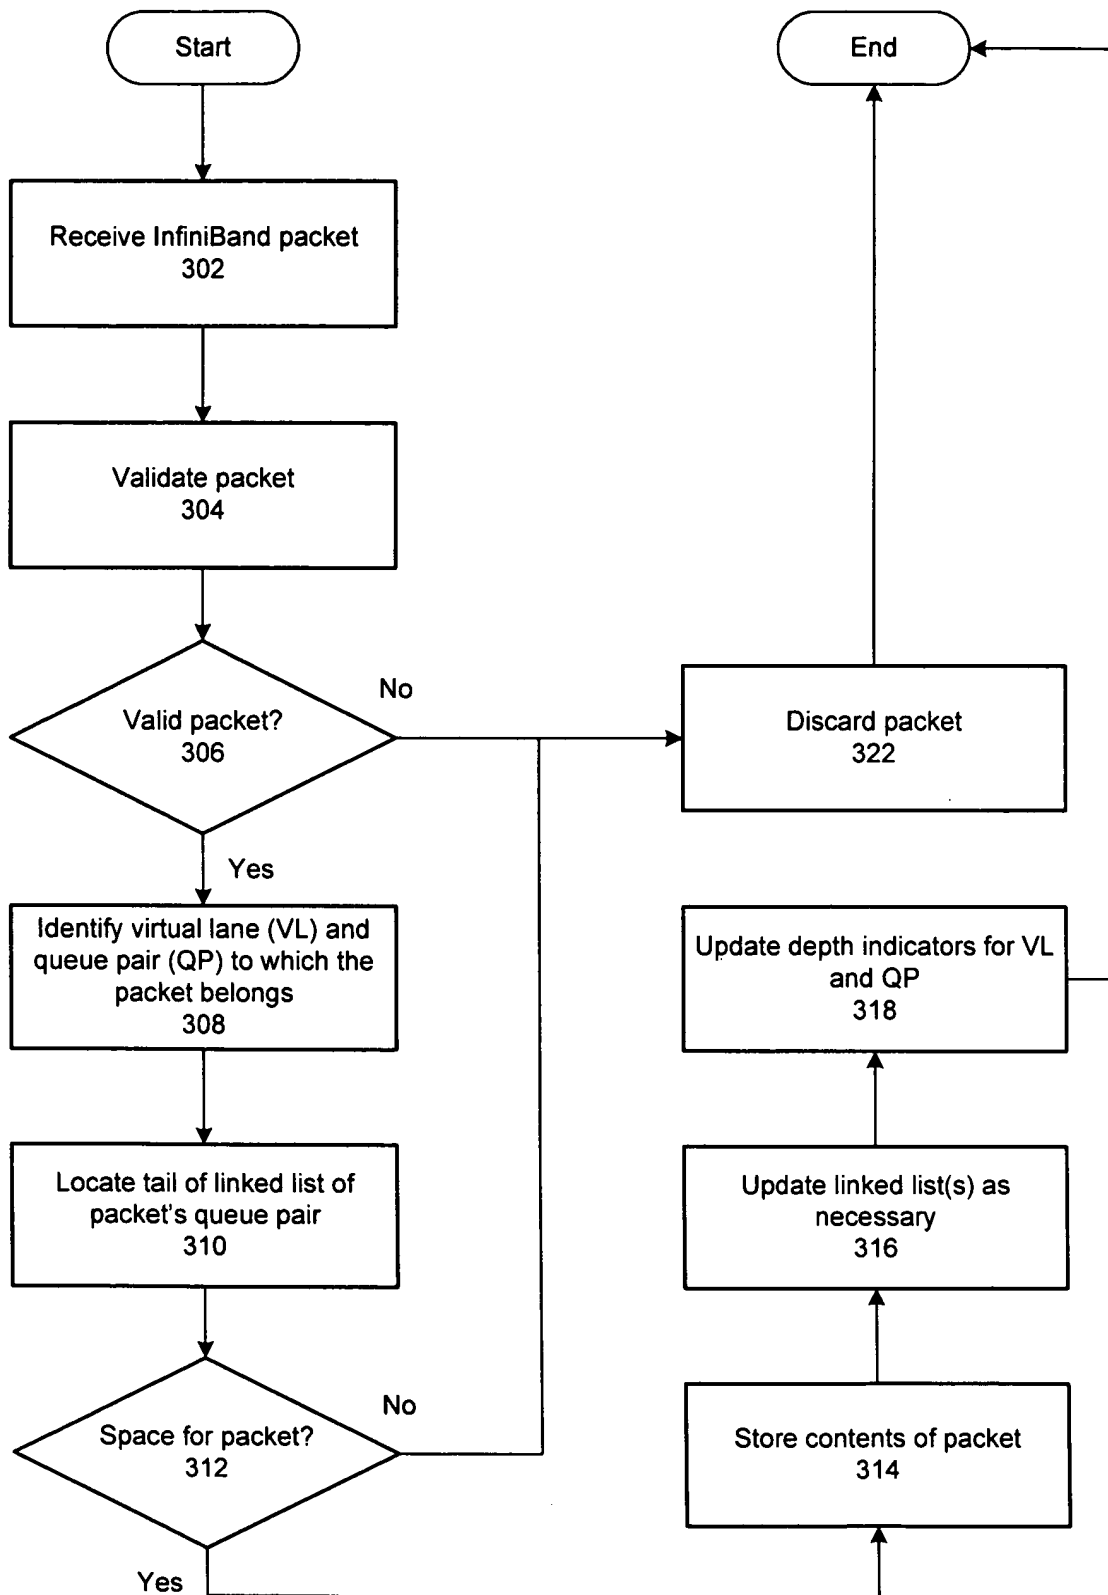 Start
End
Receive InfiniBand packet
302
Validate packet
304
No
Valid packet?
306
Discard packet
322
Yes
Identify virtual lane (VL) and
queue pair (QP) to which the
packet belongs
308
Update depth indicators for VL
and QP
318
Locate tail of linked list of
packet's queue pair
310
Update linked list(s) as
necessary
316
No
Space for packet?
312
Store contents of packet
314
Yes